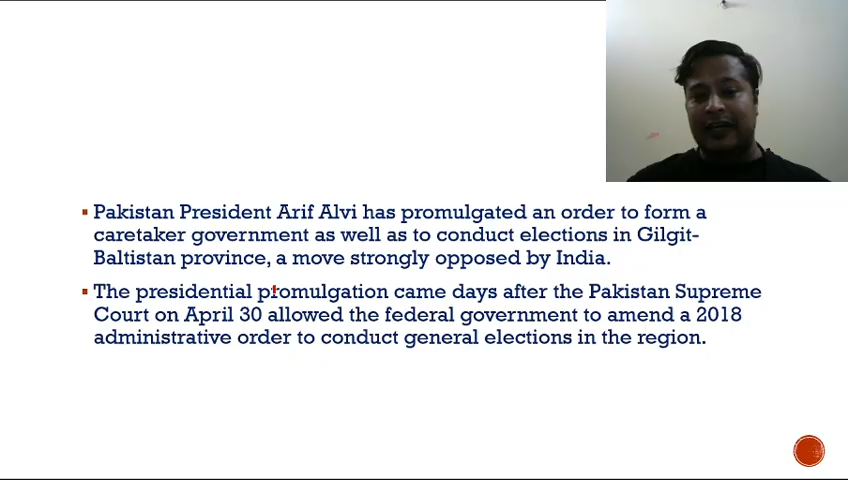 Pakistan President Arif Alvi has promulgated an order to form a
caretaker government as well as to conduct elections in Gilgit-
Baltistan province, a move strongly opposed by India.
The presidential promulgation came days after the Pakistan Supreme
Court on April 30 allowed the federal government to amend a 2018
administrative order to conduct general elections in the region.